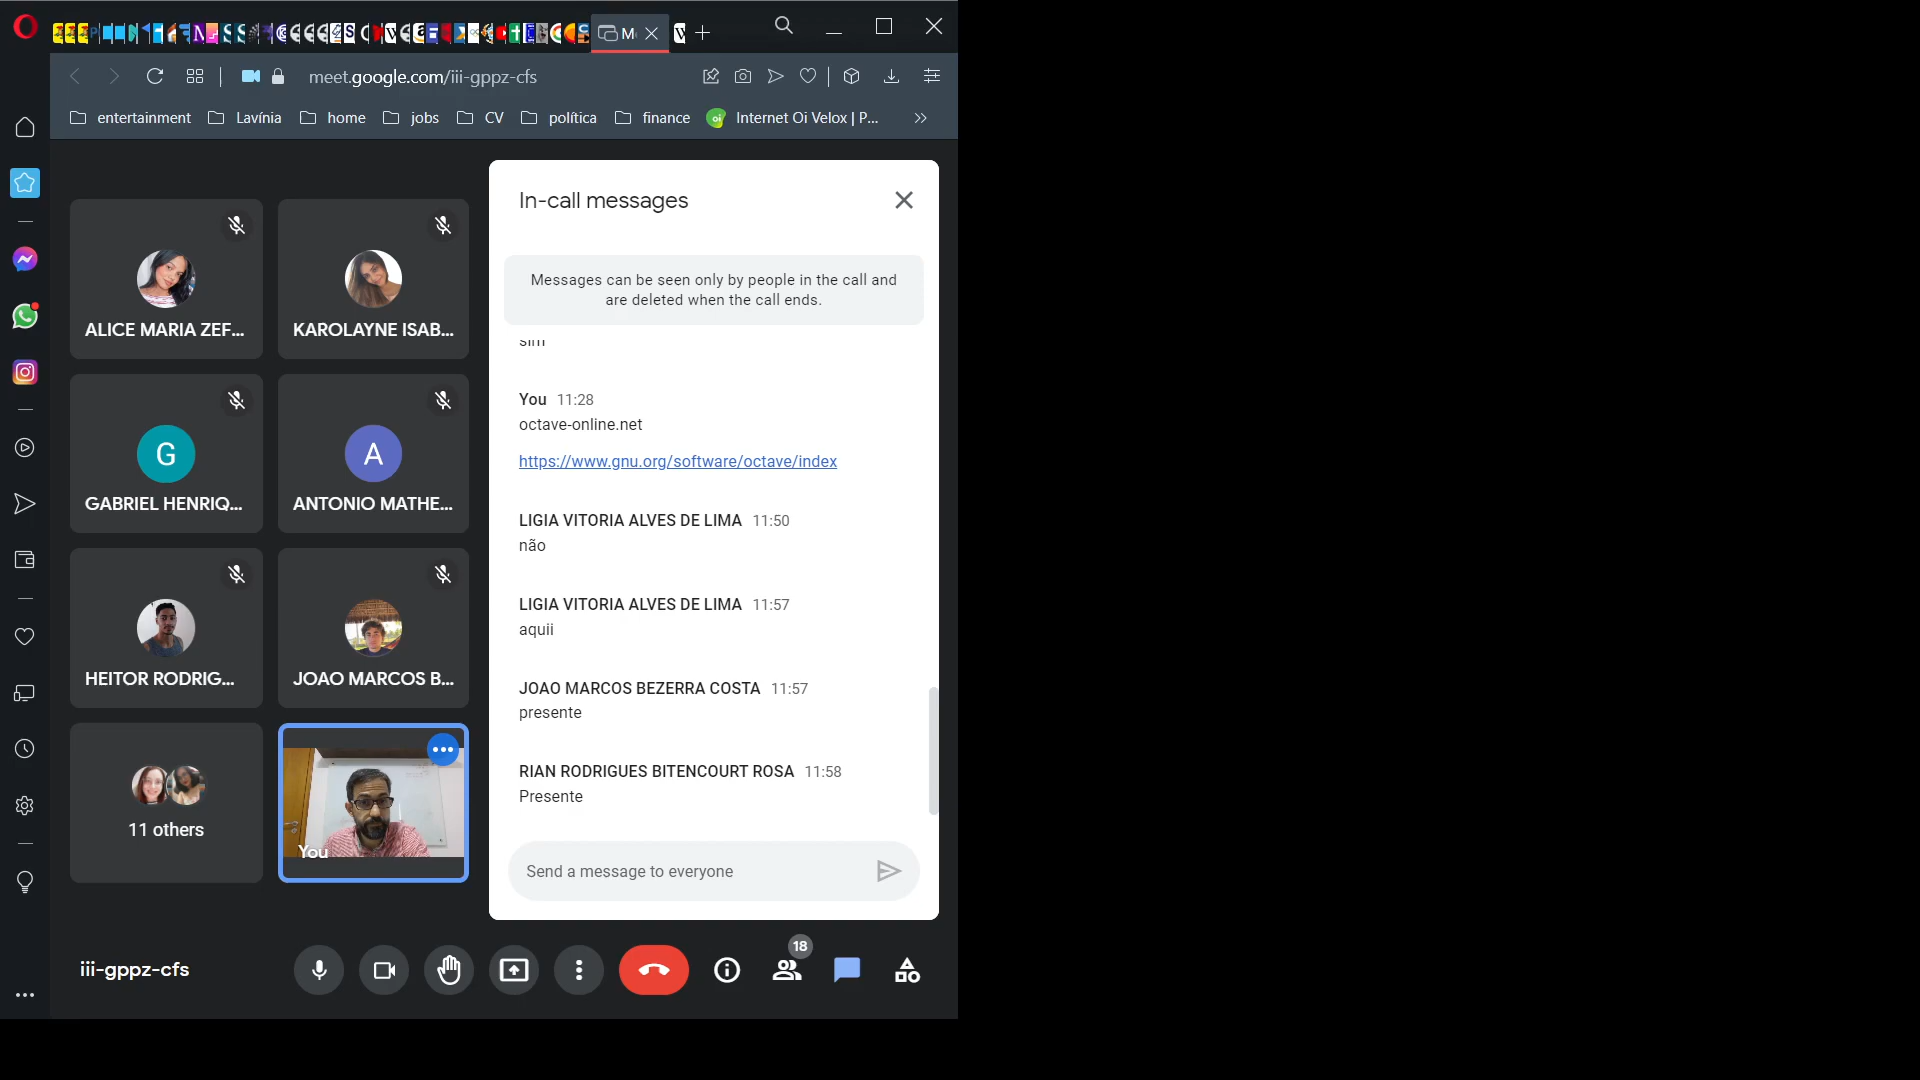 M
meet.google.com/iii-gppz-cfs
entertainment
Lavínia
home
jobs
CV
política
finance
Internet Oi Velox | P...
In-call messages
Messages can be seen only by people in the call and
are deleted when the call ends.
sim
You 11:28
octave-online.net
https://www.gnu.org/software/octave/index
LIGIA VITORIA ALVES DE LIMA 11:50
não
LIGIA VITORIA ALVES DE LIMA 11:57
aquii
JOAO MARCOS BEZERRA COSTA 11:57
presente
RIAN RODRIGUES BITENCOURT ROSA 11:58
Presente
Send a message to everyone
ALICE MARIA ZEF...
KAROLAYNE ISAB...
G
GABRIEL HENRIQ...
A
ANTONIO MATHE...
HEITOR RODRIG...
JOAO MARCOS B...
11 others
You
iii-gppz-cfs
18